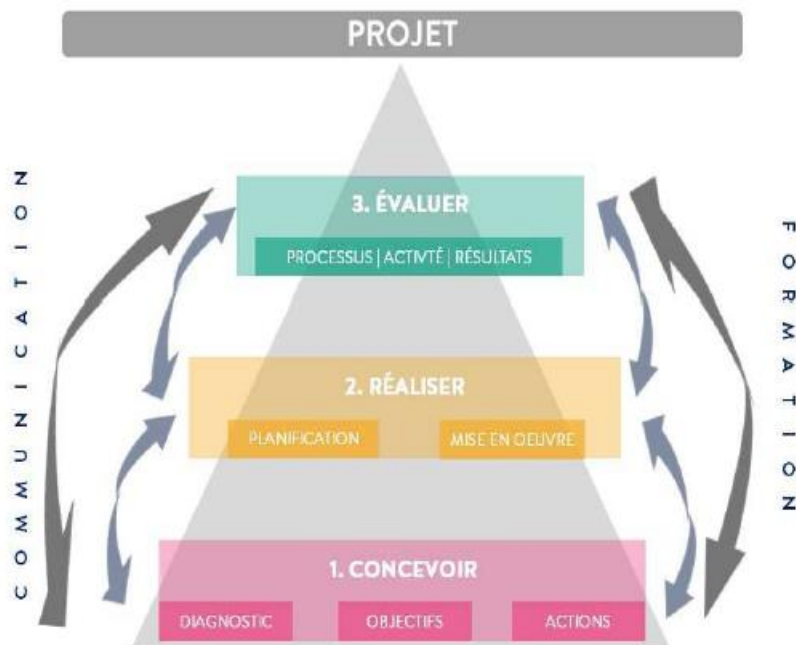 PROJET
COMMUNICATION
3. ÉVALUER
PROCESSUS | ACTIVTÉ | RÉSULTATS
2. RÉALISER
PLANIFICATION
MISE EN OEUVRE
1. CONCEVOIR
DIAGNOSTIC
OBJECTIFS
ACTIONS
FORMATION